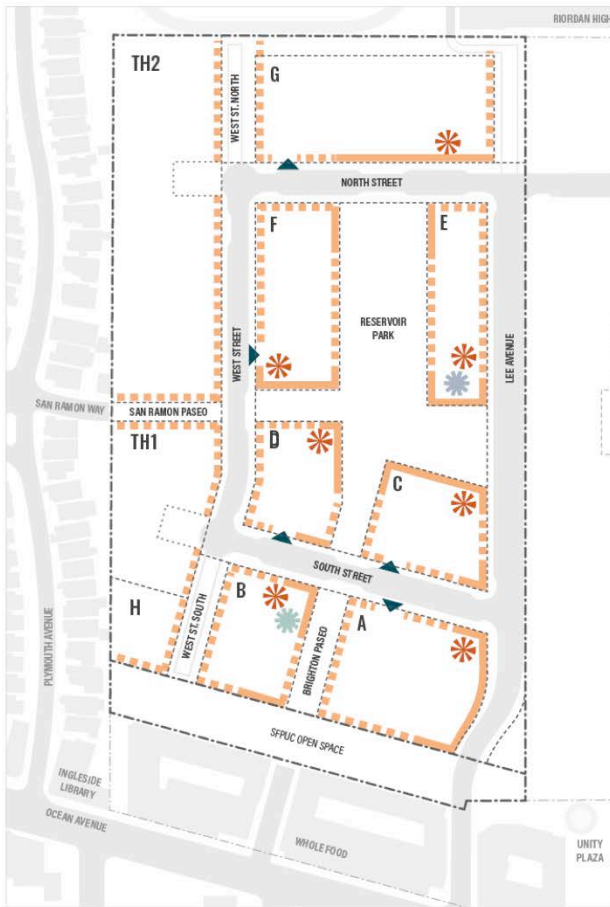 RIORDAN HIGH
TH2
G
WEST ST. NORTH
NORTH STREET
F
E
RESERVOIR
PARK
WEST STREET
LEE AVENUE
SAN RAMON WAY
SAN RAMON PASEO
TH1
D
C
SOUTH STREET
B
A
H
WEST ST. SOUTH
BRIGHTON PASEO
PLYMOUTH AVENUE
SFPUC OPEN SPACE
INGLESIDE
LIBRARY
OCEAN AVENUE
WHOLE FOOD
UNITY
PLAZA